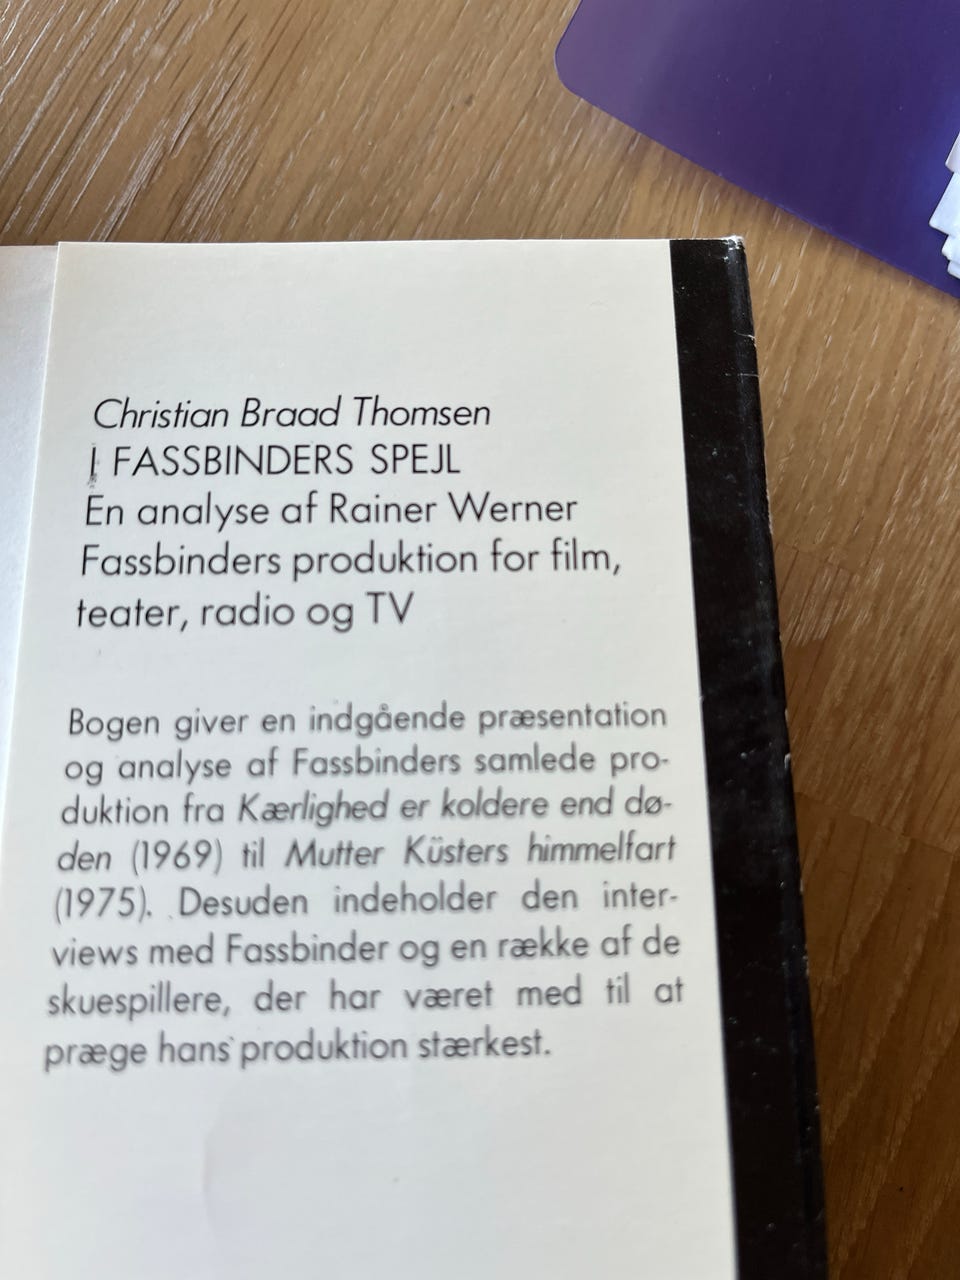 Christian Braad Thomsen
I FASSBINDERS SPEJL
En analyse af Rainer Werner
Fassbinders produktion for film,
teater, radio og TV
Bogen giver en indgående præsentation
og analyse af Fassbinders samlede pro-
duktion fra Kærlighed er koldere end dø-
den (1969) til Mutter Küsters himmelfart
(1975). Desuden indeholder den inter-
views med Fassbinder og en række af de
skuespillere, der har været med til at
præge hans produktion stærkest.